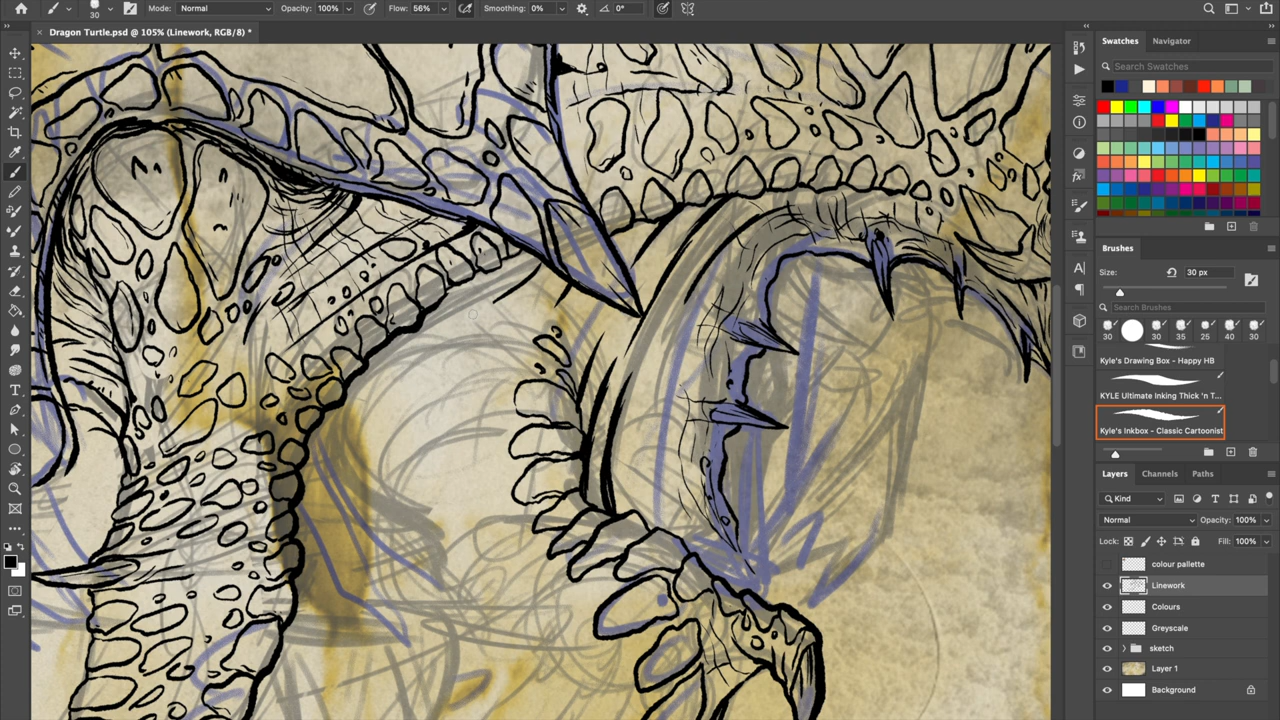 30 Mode: Normal Opacity: 100% Flow: 56% Smoothing: 0% 0°
Dragon Turtle.psd @ 105% (Linework, RGB/8) *
Swatches Navigator
Search Swatches
Brushes
Size: 30 px
Search Brushes
30 30 35 25 40 30
Kyle's Drawing Box - Happy HB
KYLE Ultimate Inking Thick 'n T...
Kyle's Inkbox - Classic Cartoonist
Layers Channels Paths
Kind
Normal Opacity: 100%
Lock: Fill: 100%
colour pallette
Linework
Colours
Greyscale
sketch
Layer 1
Background